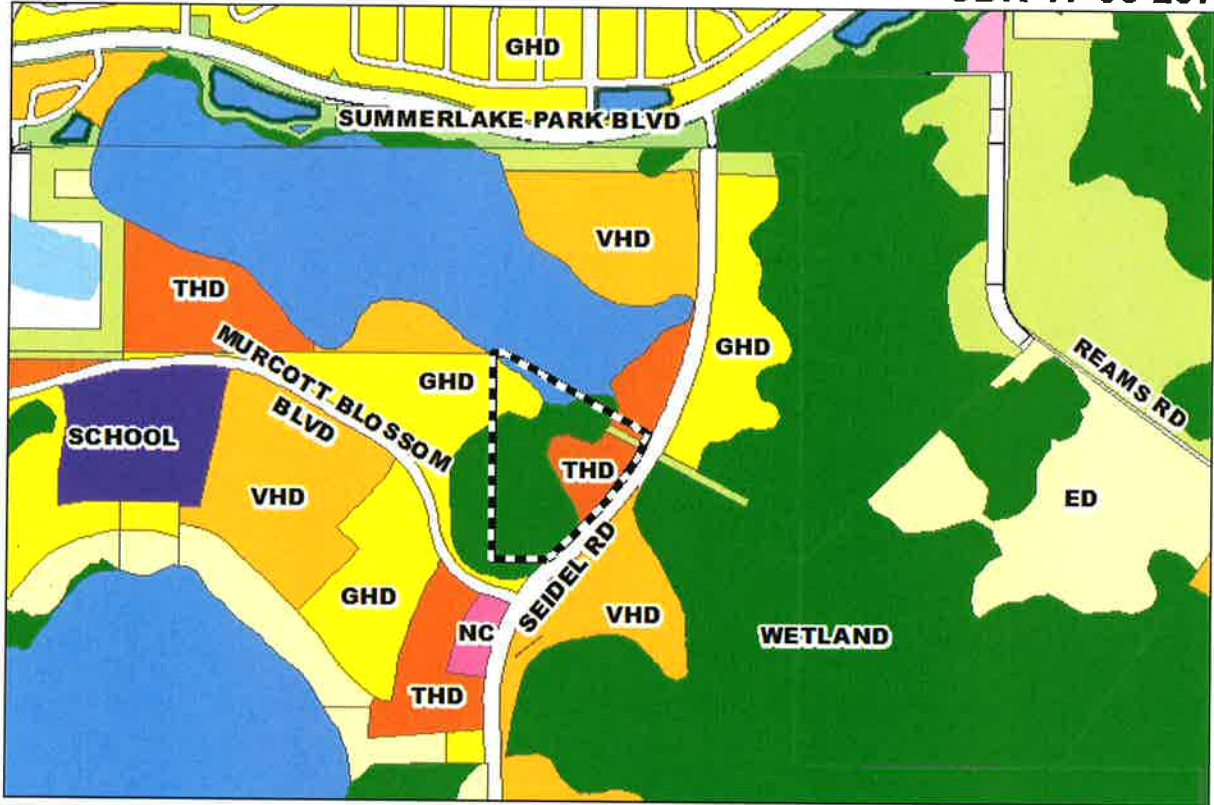 GHD
SUMMERLAKE PARK BLVD
VHD
THD
GHD
MURCOTT BLOSSOM
BLVD
GHD
REAMS RD
SCHOOL
THD
VHD
ED
GHD
SEIDEL RD
NC
VHD
WETLAND
THD